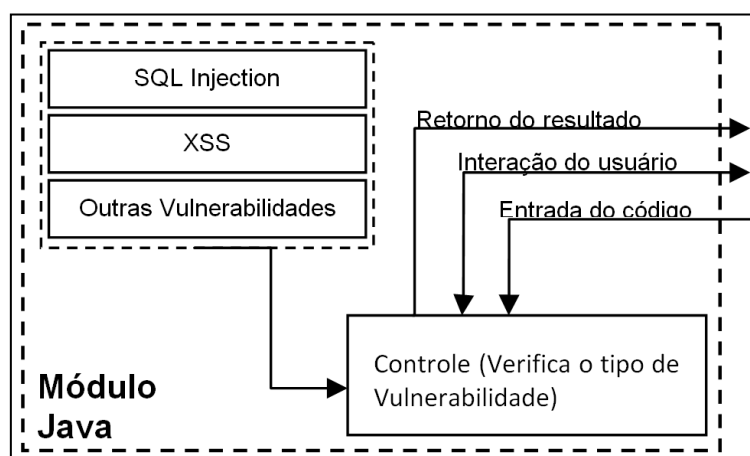 SQL Injection
XSS
Outras Vulnerabilidades
Retorno do resultado
Interação do usuário
Entrada do código
Controle (Verifica o tipo de
Vulnerabilidade)
Módulo
Java